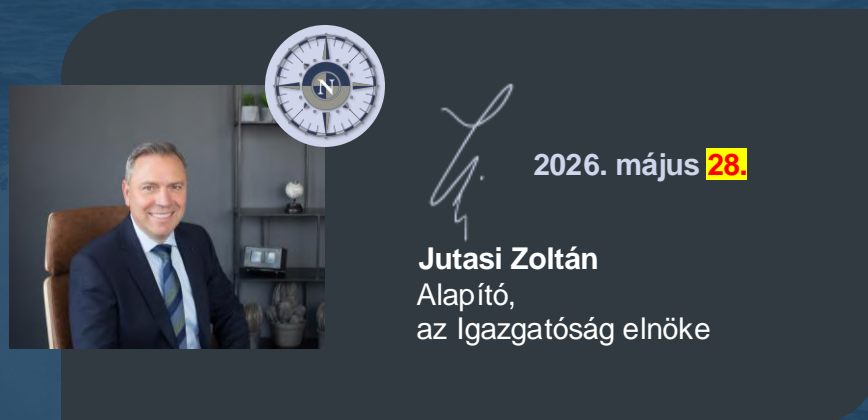 N
2026. május 28.
Jutasi Zoltán
Alapító,
az Igazgatóság elnöke